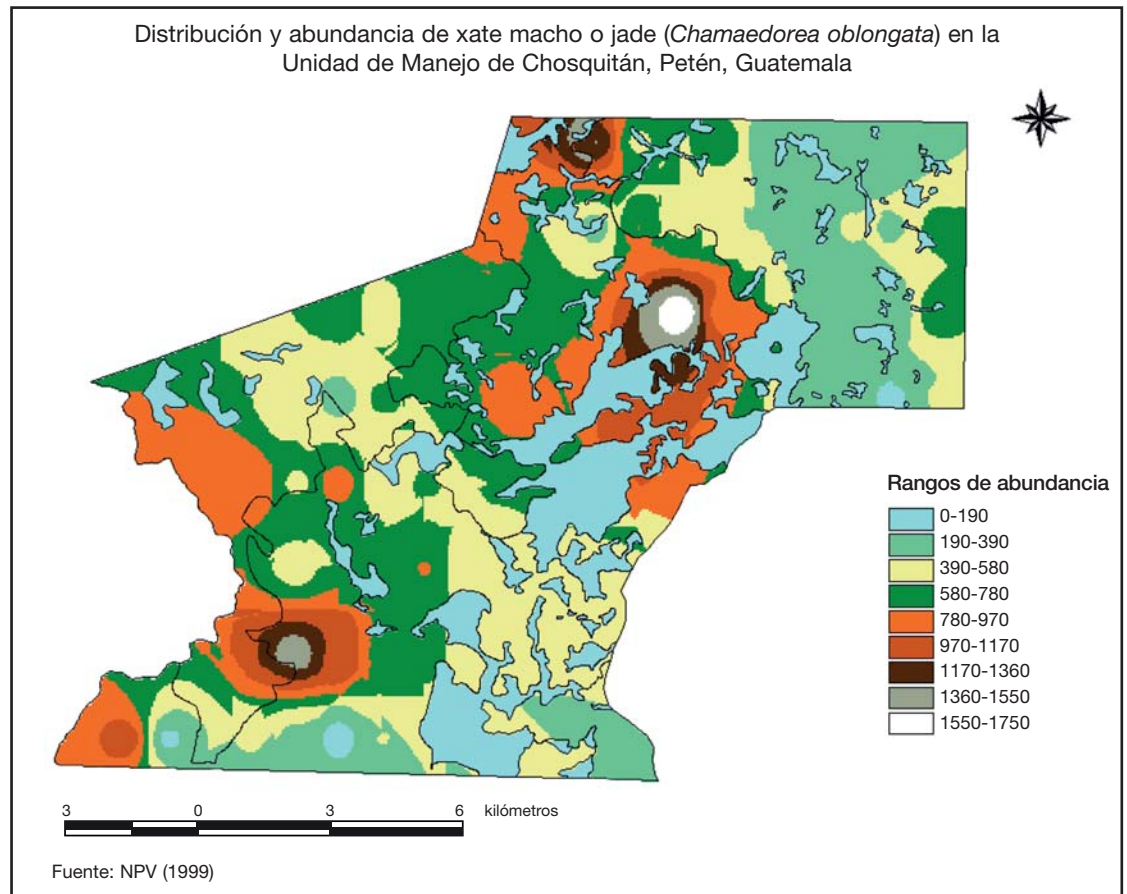 Distribución y abundancia de xate macho o jade (Chamaedorea oblongata) en la
Unidad de Manejo de Chosquitán, Petén, Guatemala
Rangos de abundancia
0-190
190-390
390-580
580-780
780-970
970-1170
1170-1360
1360-1550
1550-1750
3 0 3 6 kilómetros
Fuente: NPV (1999)